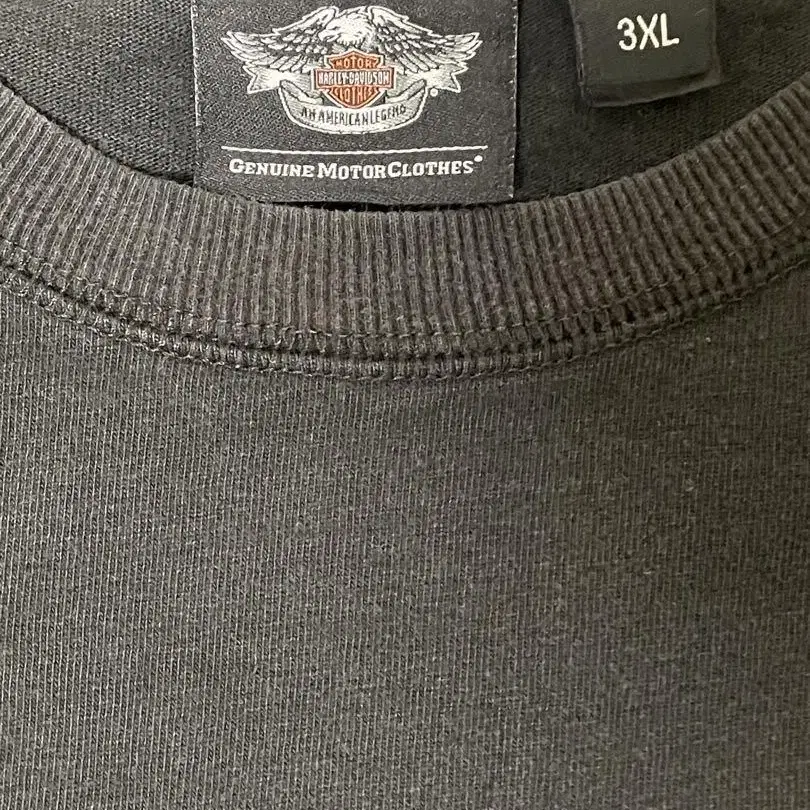 MOTOR
HARLEY-DAVIDSON
CLOTHES
AN AMERICAN LEGEND
®
GENUINE MOTORCLOTHES®
3XL